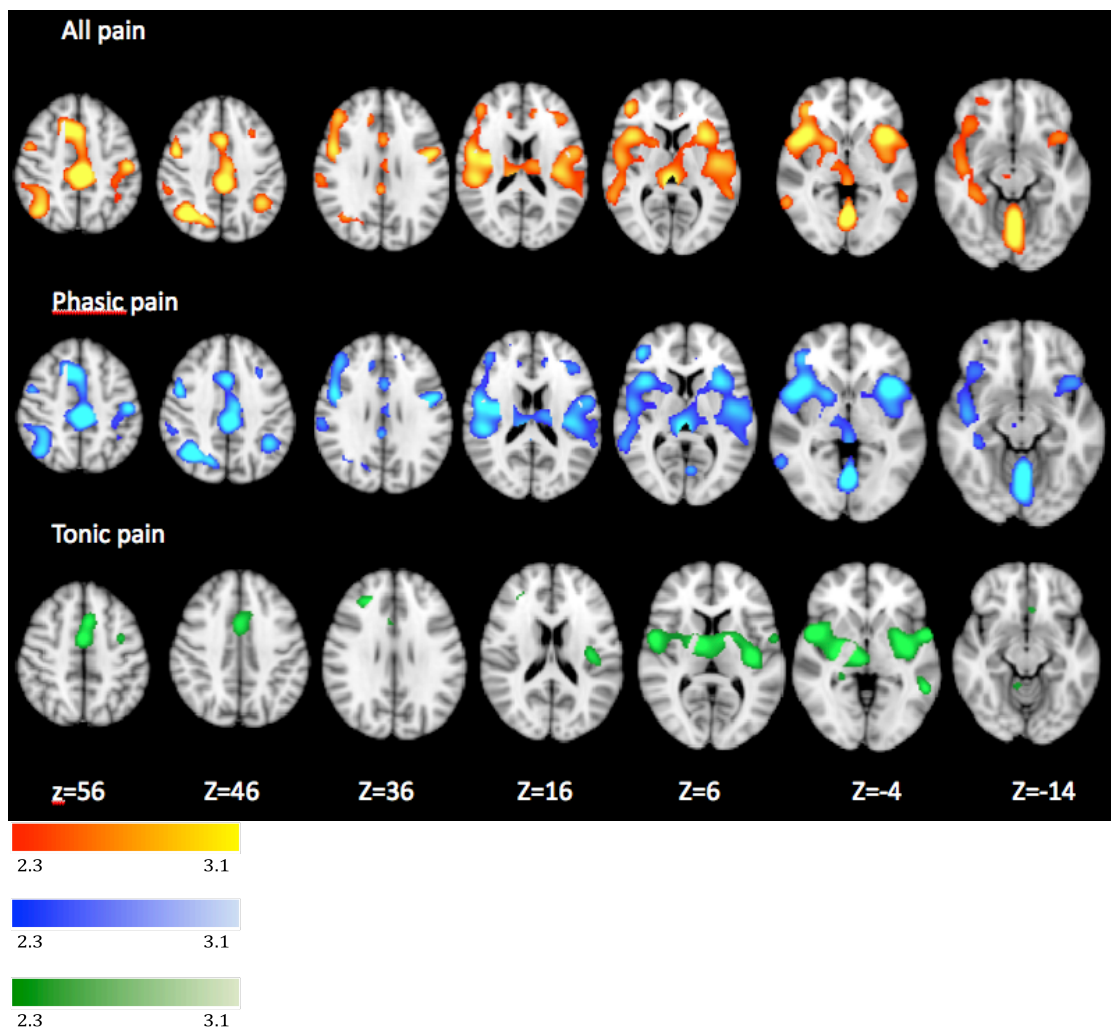 All pain
Phasic pain
Tonic pain
z=56 Z=46 Z=36 Z=16 Z=6 Z=-4 Z=-14
2.3 3.1
2.3 3.1
2.3 3.1